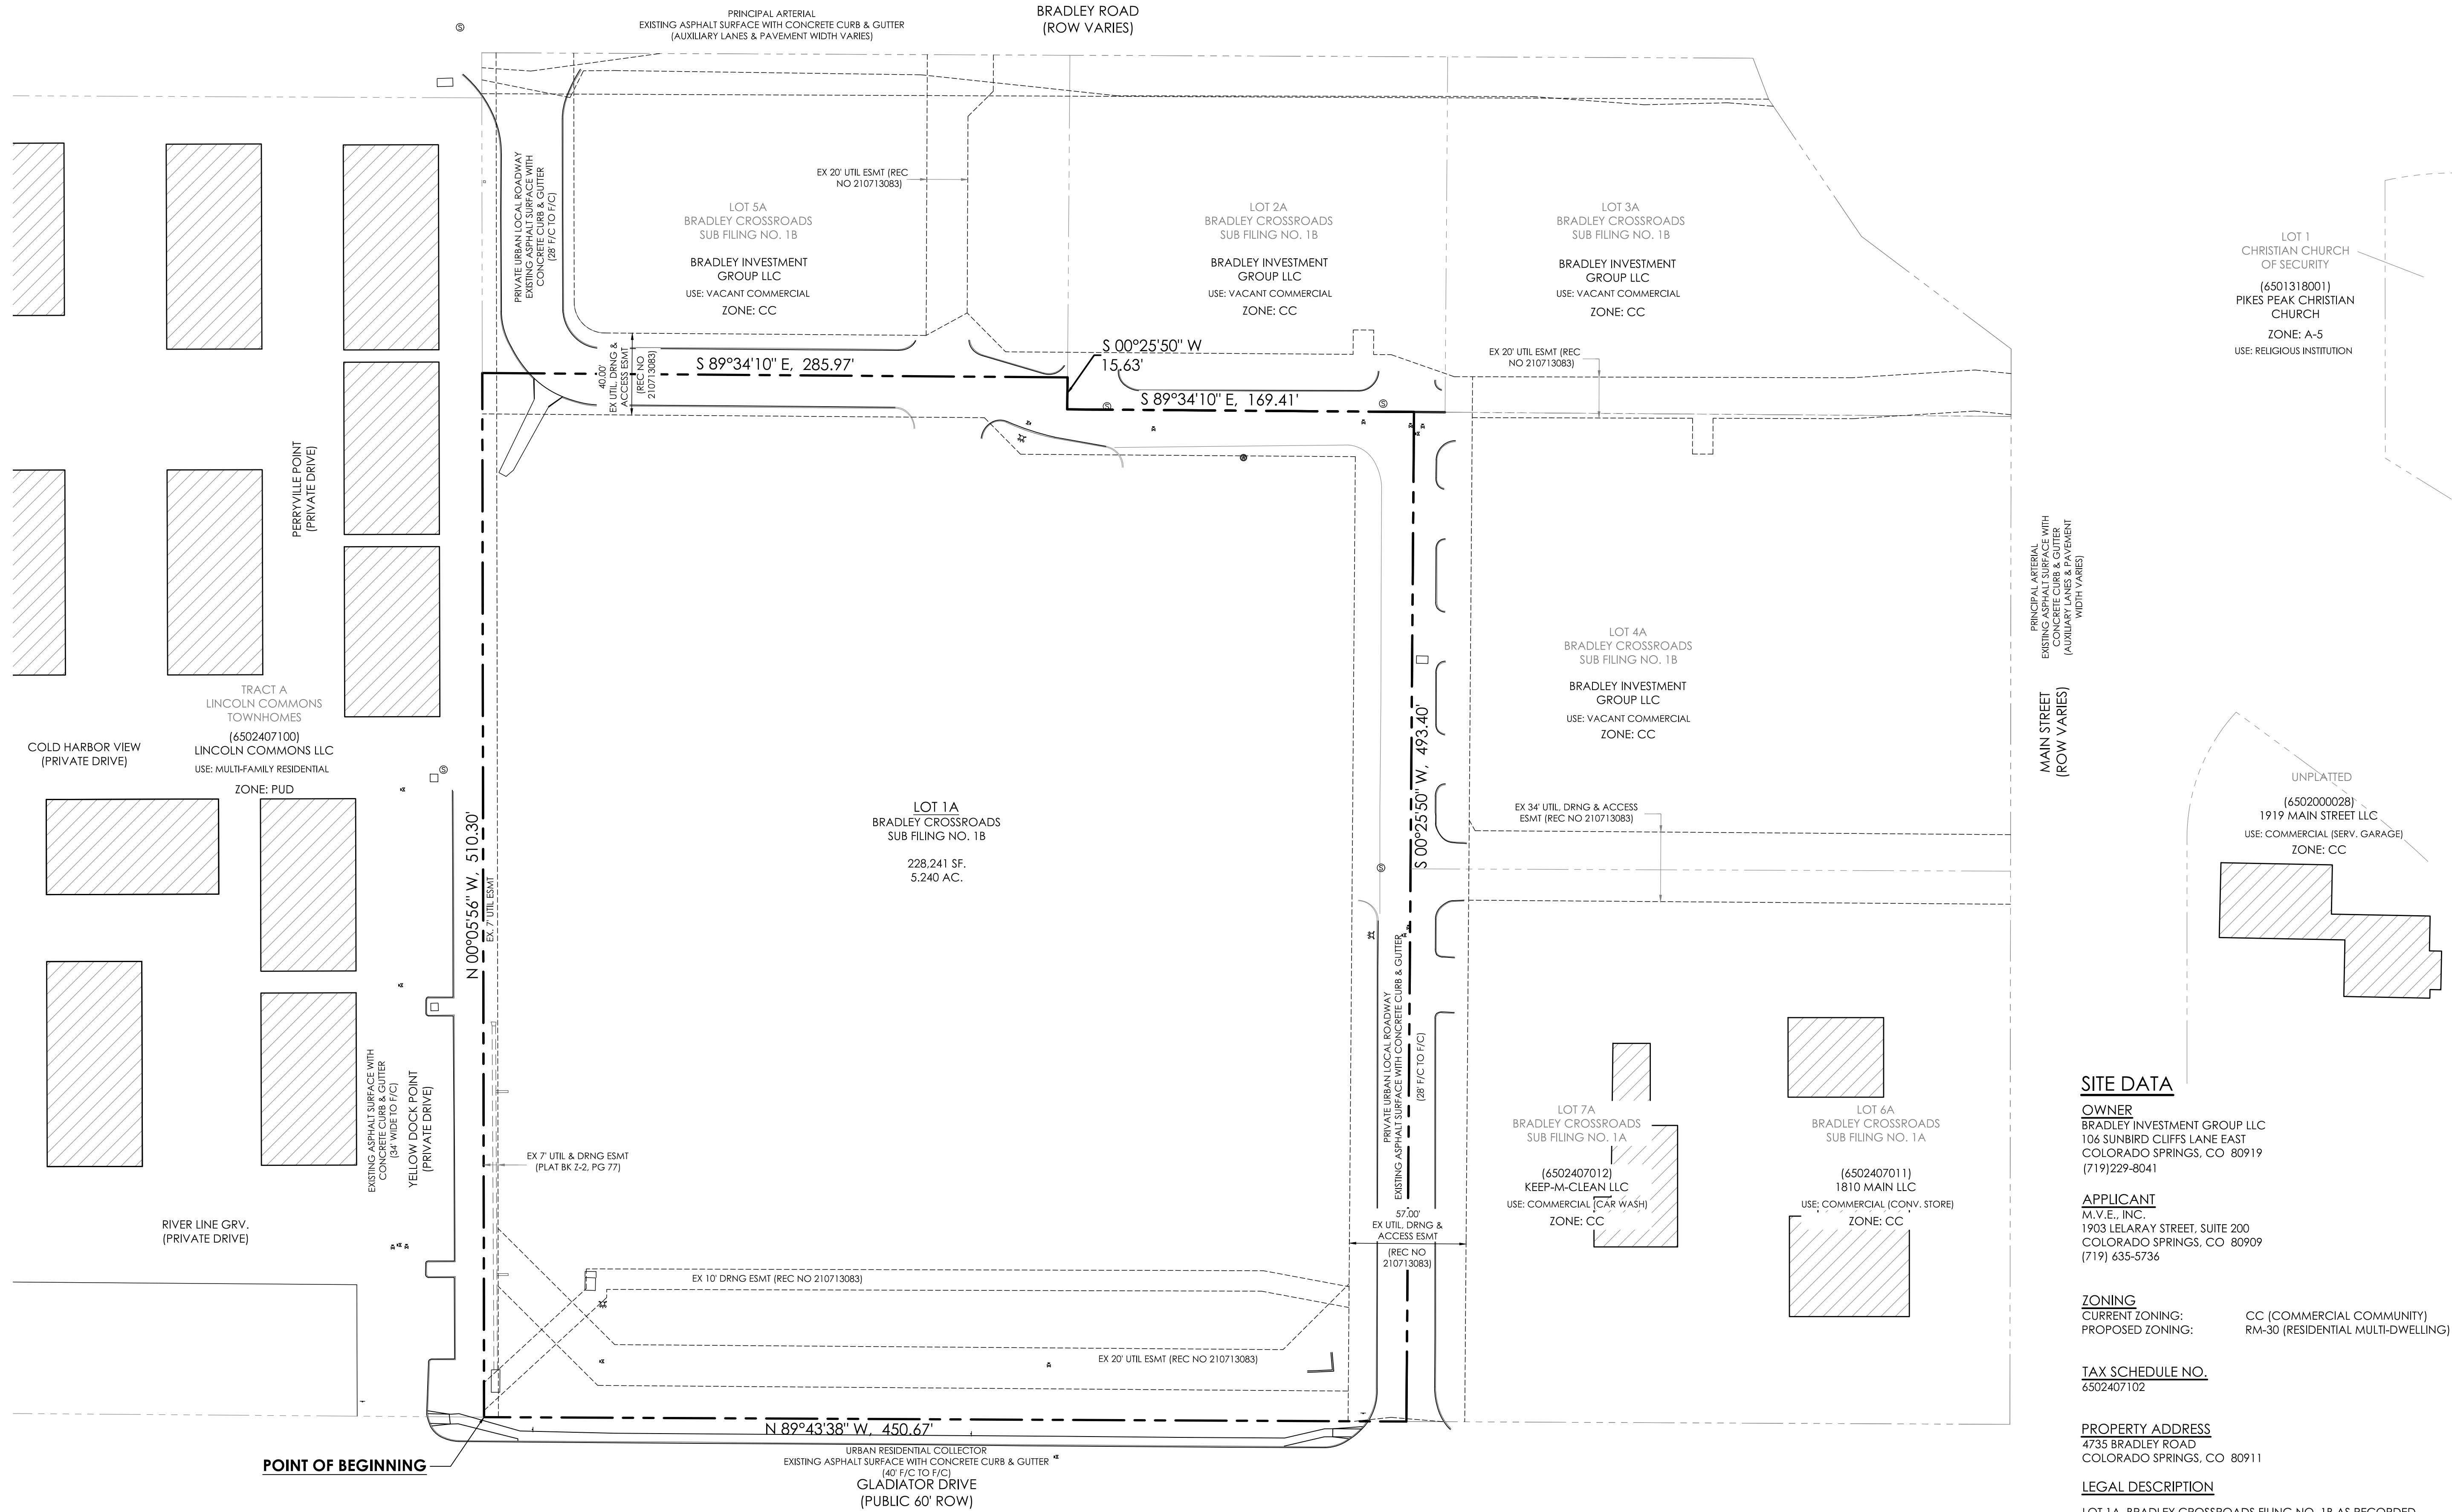 PRINCIPAL ARTERIAL
EXISTING ASPHALT SURFACE WITH CONCRETE CURB & GUTTER
(AUXILIARY LANES & PAVEMENT WIDTH VARIES)
BRADLEY ROAD
(ROW VARIES)
PRIVATE URBAN LOCAL ROADWAY
EXISTING ASPHALT SURFACE WITH
CONCRETE CURB & GUTTER
(28' F/C TO F/C)
EX 20' UTIL ESMT (REC
NO 210713083)
LOT 5A
BRADLEY CROSSROADS
SUB FILING NO. 1B
BRADLEY INVESTMENT
GROUP LLC
USE: VACANT COMMERCIAL
ZONE: CC
LOT 2A
BRADLEY CROSSROADS
SUB FILING NO. 1B
BRADLEY INVESTMENT
GROUP LLC
USE: VACANT COMMERCIAL
ZONE: CC
LOT 3A
BRADLEY CROSSROADS
SUB FILING NO. 1B
BRADLEY INVESTMENT
GROUP LLC
USE: VACANT COMMERCIAL
ZONE: CC
LOT 1
CHRISTIAN CHURCH
OF SECURITY
(6501318001)
PIKES PEAK CHRISTIAN
CHURCH
ZONE: A-5
USE: RELIGIOUS INSTITUTION
40.00'
EX UTIL, DRNG &
ACCESS ESMT
(REC NO
210713083)
S 89°34'10" E, 285.97'
S 00°25'50" W
15.63'
S 89°34'10" E, 169.41'
EX 20' UTIL ESMT (REC
NO 210713083)
PERRYVILLE POINT
(PRIVATE DRIVE)
PRINCIPAL ARTERIAL
EXISTING ASPHALT SURFACE WITH
CONCRETE CURB & GUTTER
(AUXILIARY LANES & PAVEMENT
WIDTH VARIES)
MAIN STREET
(ROW VARIES)
TRACT A
LINCOLN COMMONS
TOWNHOMES
(6502407100)
LINCOLN COMMONS LLC
USE: MULTI-FAMILY RESIDENTIAL
ZONE: PUD
COLD HARBOR VIEW
(PRIVATE DRIVE)
LOT 4A
BRADLEY CROSSROADS
SUB FILING NO. 1B
BRADLEY INVESTMENT
GROUP LLC
USE: VACANT COMMERCIAL
ZONE: CC
S 00°25'50" W, 493.40'
N 00°05'56" W, 510.30'
EX. 7' UTIL ESMT
LOT 1A
BRADLEY CROSSROADS
SUB FILING NO. 1B
228,241 SF.
5.240 AC.
EX 34' UTIL, DRNG & ACCESS
ESMT (REC NO 210713083)
UNPLATTED
(6502000028)
1919 MAIN STREET LLC
USE: COMMERCIAL (SERV. GARAGE)
ZONE: CC
PRIVATE URBAN LOCAL ROADWAY
EXISTING ASPHALT SURFACE WITH CONCRETE CURB & GUTTER
(28' F/C TO F/C)
EXISTING ASPHALT SURFACE WITH
CONCRETE CURB & GUTTER
(34' WIDE TO F/C)
YELLOW DOCK POINT
(PRIVATE DRIVE)
EX 7' UTIL & DRNG ESMT
(PLAT BK Z-2, PG 77)
RIVER LINE GRV.
(PRIVATE DRIVE)
57.00'
EX UTIL, DRNG &
ACCESS ESMT
(REC NO
210713083)
LOT 7A
BRADLEY CROSSROADS
SUB FILING NO. 1A
(6502407012)
KEEP-M-CLEAN LLC
USE: COMMERCIAL (CAR WASH)
ZONE: CC
LOT 6A
BRADLEY CROSSROADS
SUB FILING NO. 1A
(6502407011)
1810 MAIN LLC
USE: COMMERCIAL (CONV. STORE)
ZONE: CC
EX 10' DRNG ESMT (REC NO 210713083)
EX 20' UTIL ESMT (REC NO 210713083)
N 89°43'38" W, 450.67'
POINT OF BEGINNING
URBAN RESIDENTIAL COLLECTOR
EXISTING ASPHALT SURFACE WITH CONCRETE CURB & GUTTER
(40' F/C TO F/C)
GLADIATOR DRIVE
(PUBLIC 60' ROW)
SITE DATA
OWNER
BRADLEY INVESTMENT GROUP LLC
106 SUNBIRD CLIFFS LANE EAST
COLORADO SPRINGS, CO 80919
(719)229-8041
APPLICANT
M.V.E., INC.
1903 LELARAY STREET, SUITE 200
COLORADO SPRINGS, CO 80909
(719) 635-5736
ZONING
CURRENT ZONING: CC (COMMERCIAL COMMUNITY)
PROPOSED ZONING: RM-30 (RESIDENTIAL MULTI-DWELLING)
TAX SCHEDULE NO.
6502407102
PROPERTY ADDRESS
4735 BRADLEY ROAD
COLORADO SPRINGS, CO 80911
LEGAL DESCRIPTION
LOT 1A, BRADLEY CROSSROADS FILING NO. 1B AS RECORDED